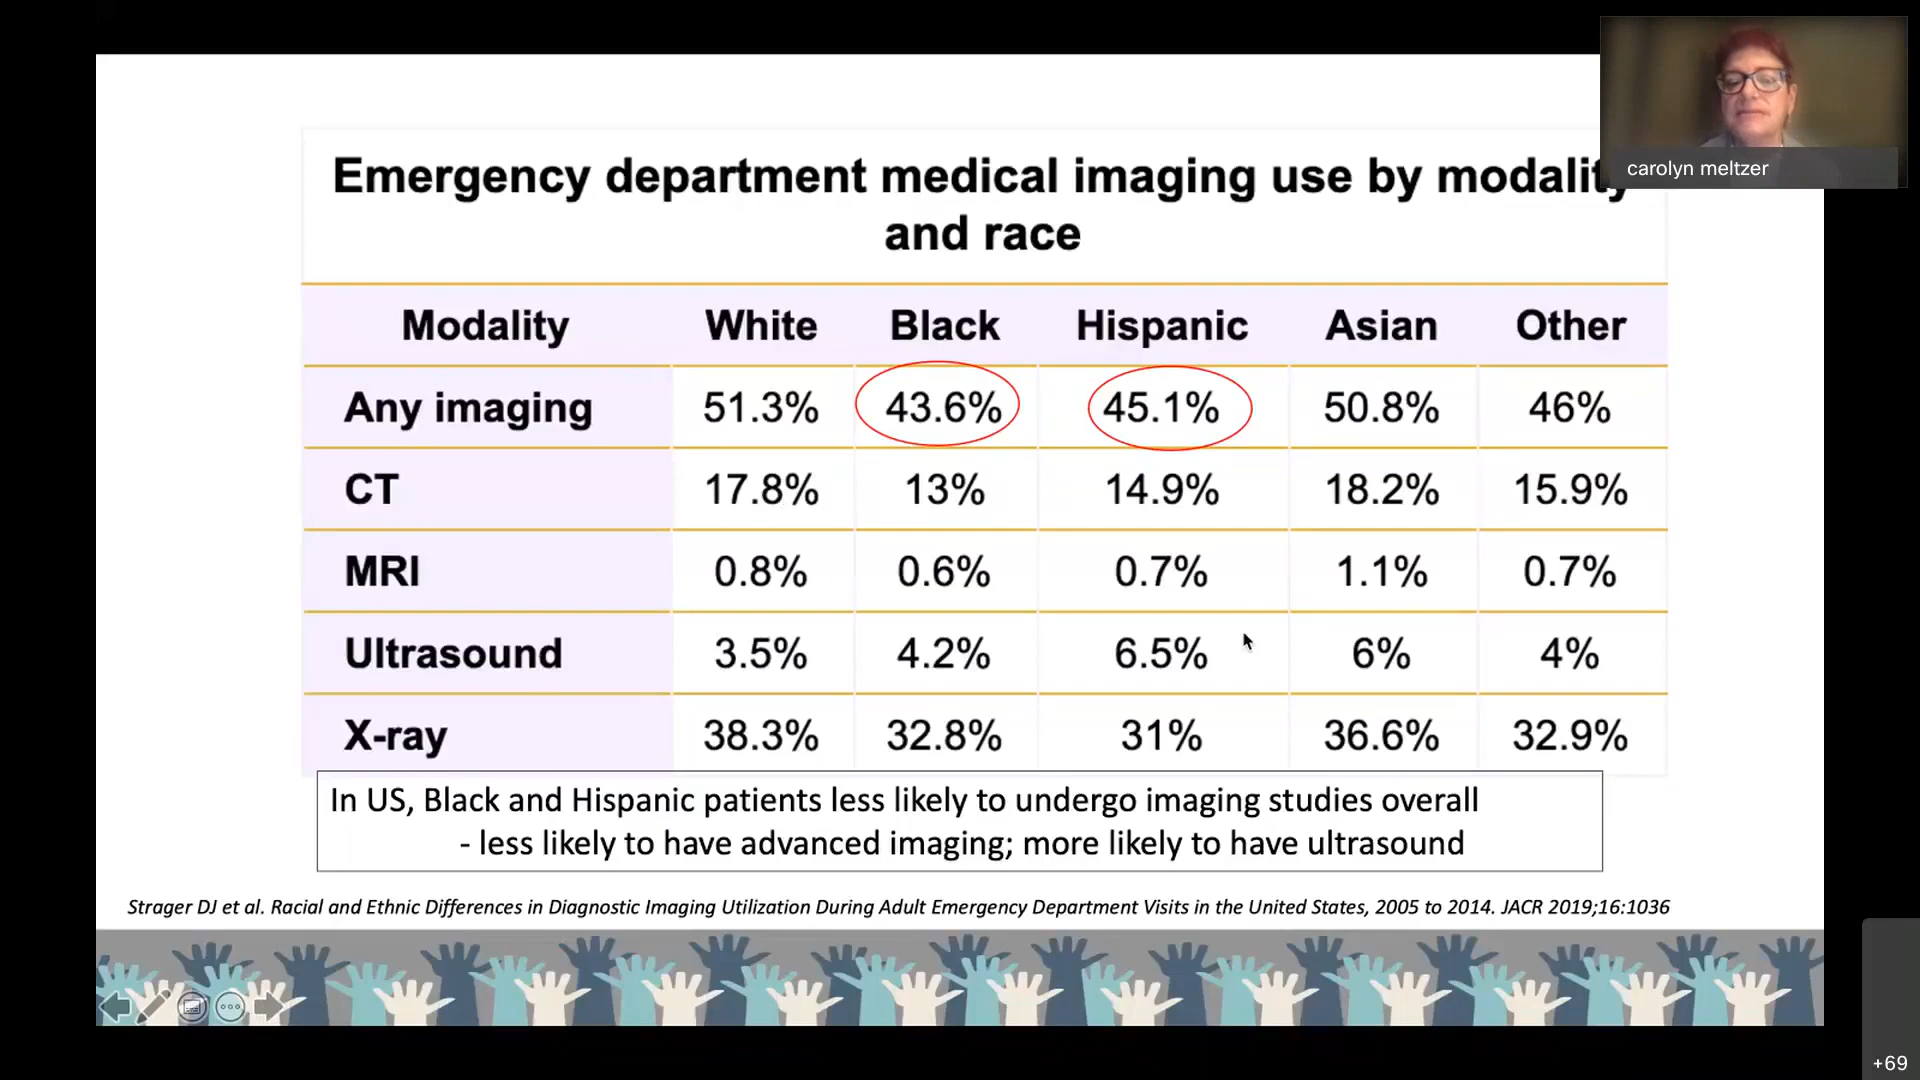 carolyn meltzer
Emergency department medical imaging use by modality
and race
Modality White Black Hispanic Asian Other
Any imaging 51.3% 43.6% 45.1% 50.8% 46%
CT 17.8% 13% 14.9% 18.2% 15.9%
MRI 0.8% 0.6% 0.7% 1.1% 0.7%
Ultrasound 3.5% 4.2% 6.5% 6% 4%
X-ray 38.3% 32.8% 31% 36.6% 32.9%
In US, Black and Hispanic patients less likely to undergo imaging studies overall
- less likely to have advanced imaging; more likely to have ultrasound
Strager DJ et al. Racial and Ethnic Differences in Diagnostic Imaging Utilization During Adult Emergency Department Visits in the United States, 2005 to 2014. JACR 2019;16:1036
+69